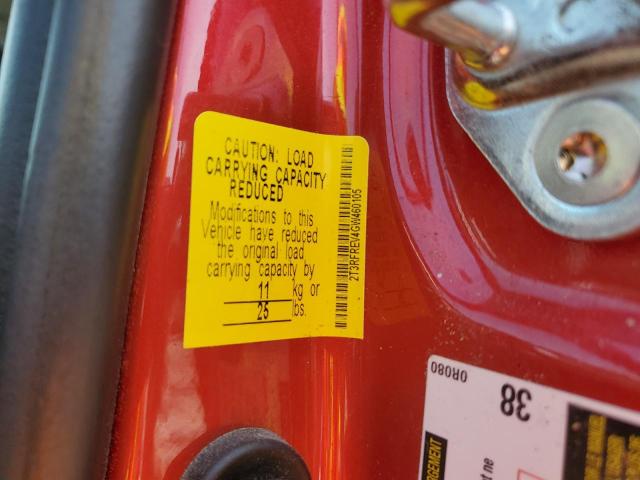 CAUTION: LOAD
CARRYING CAPACITY
REDUCED
Modifications to this
Vehicle have reduced
the original load
carrying capacity by
11 kg or
25 lbs.
2T3RFREV4GW460105
0R080
38